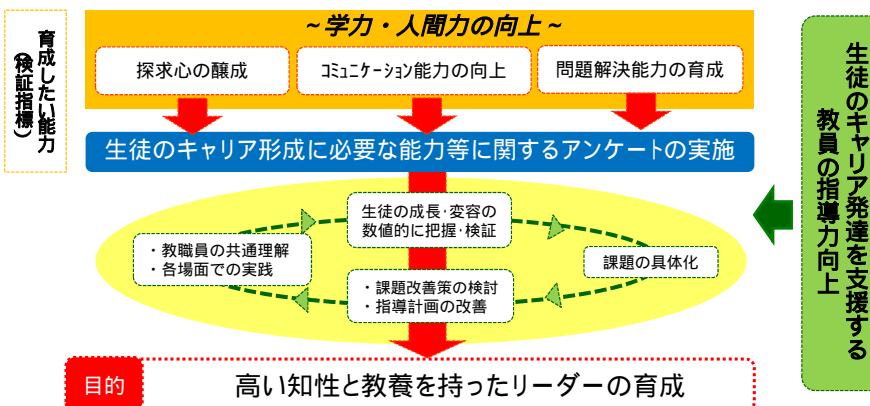 ~学力・人間力の向上~
育成したい能力
(検証指標)
探求心の醸成
コミュニケーション能力の向上
問題解決能力の育成
生徒のキャリア形成に必要な能力等に関するアンケートの実施
生徒の成長・変容の
数値的に把握・検証
・教職員の共通理解
・各場面での実践
課題の具体化
・課題改善策の検討
・指導計画の改善
生徒のキャリア発達を支援する
教員の指導力向上
目的
高い知性と教養を持ったリーダーの育成